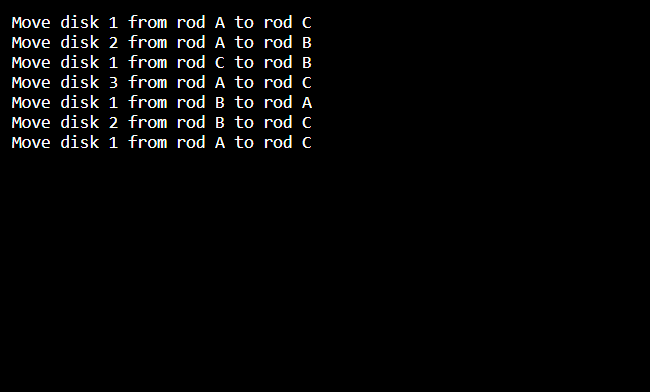 Move disk 1 from rod A to rod C
Move disk 2 from rod A to rod B
Move disk 1 from rod C to rod B
Move disk 3 from rod A to rod C
Move disk 1 from rod B to rod A
Move disk 2 from rod B to rod C
Move disk 1 from rod A to rod C